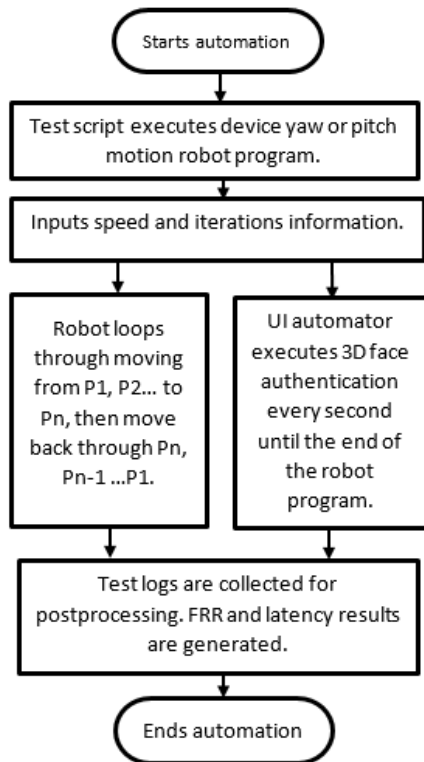 Starts automation
Test script executes device yaw or pitch
motion robot program.
Inputs speed and iterations information.
Robot loops
through moving
from P1, P2... to
Pn, then move
back through Pn,
Pn-1 ...P1.
UI automator
executes 3D face
authentication
every second
until the end of
the robot
program.
Test logs are collected for
postprocessing. FRR and latency results
are generated.
Ends automation